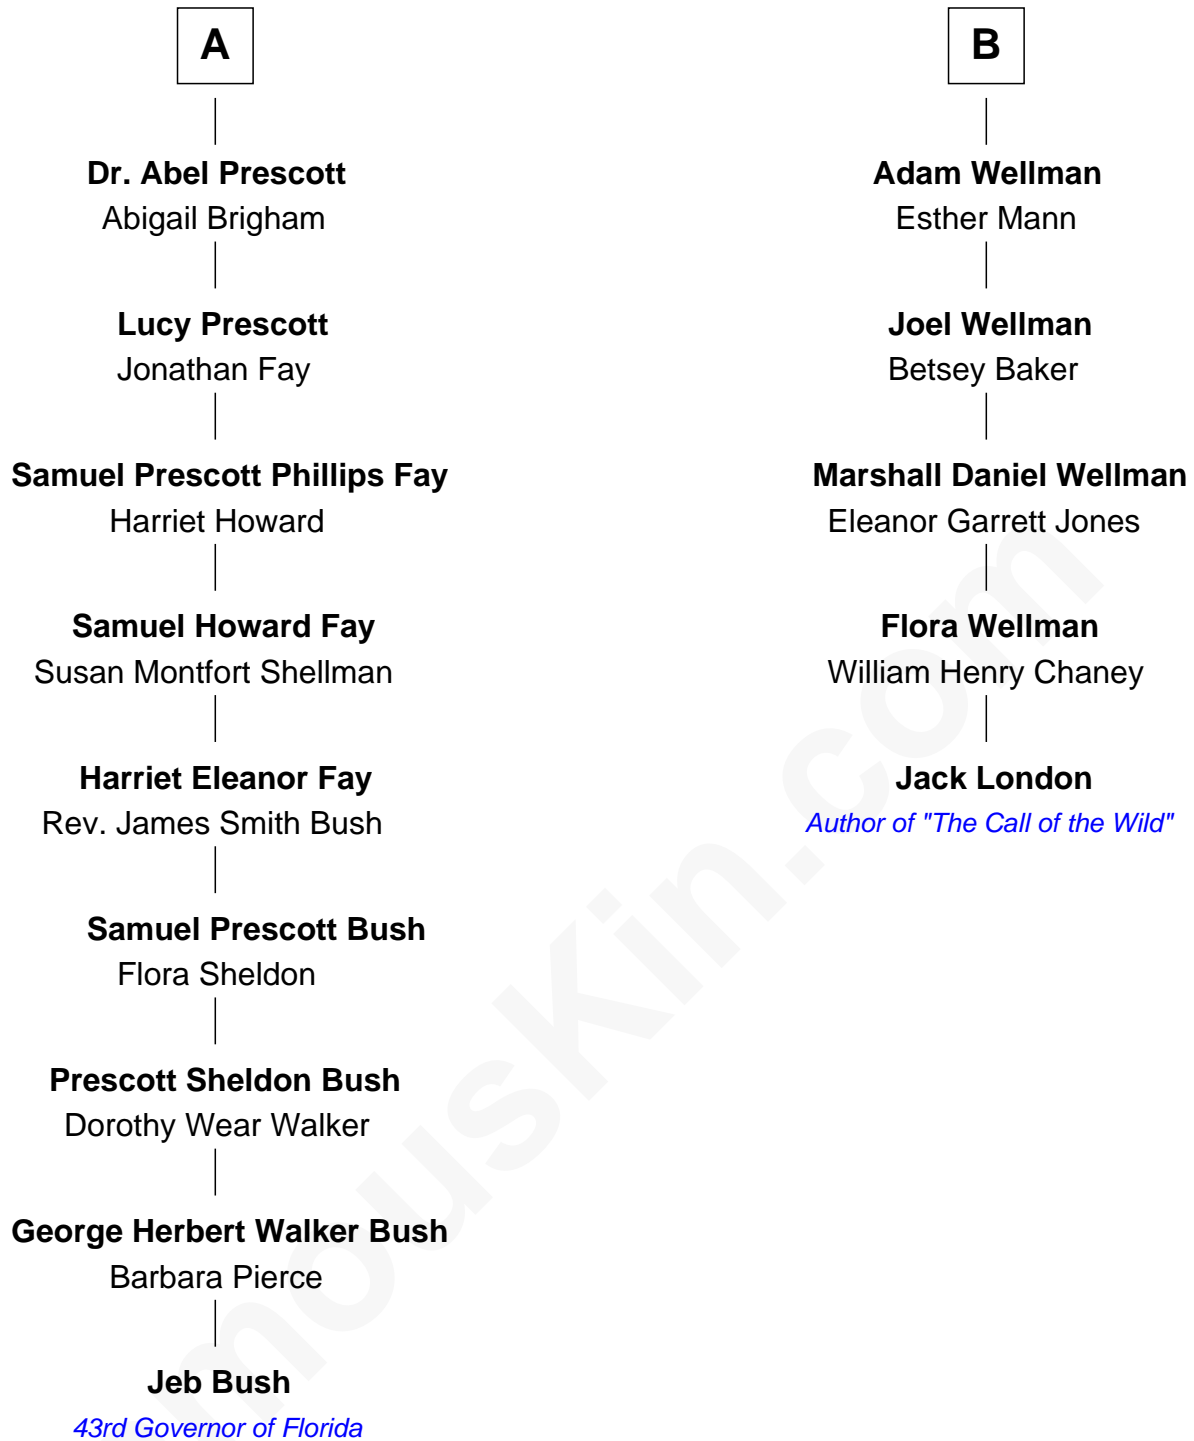 A
Dr. Abel Prescott
Abigail Brigham
Lucy Prescott
Jonathan Fay
Samuel Prescott Phillips Fay
Harriet Howard
Samuel Howard Fay
Susan Montfort Shellman
Harriet Eleanor Fay
Rev. James Smith Bush
Samuel Prescott Bush
Flora Sheldon
Prescott Sheldon Bush
Dorothy Wear Walker
George Herbert Walker Bush
Barbara Pierce
Jeb Bush
43rd Governor of Florida
B
Adam Wellman
Esther Mann
Joel Wellman
Betsey Baker
Marshall Daniel Wellman
Eleanor Garrett Jones
Flora Wellman
William Henry Chaney
Jack London
Author of "The Call of the Wild"
mousKin.com